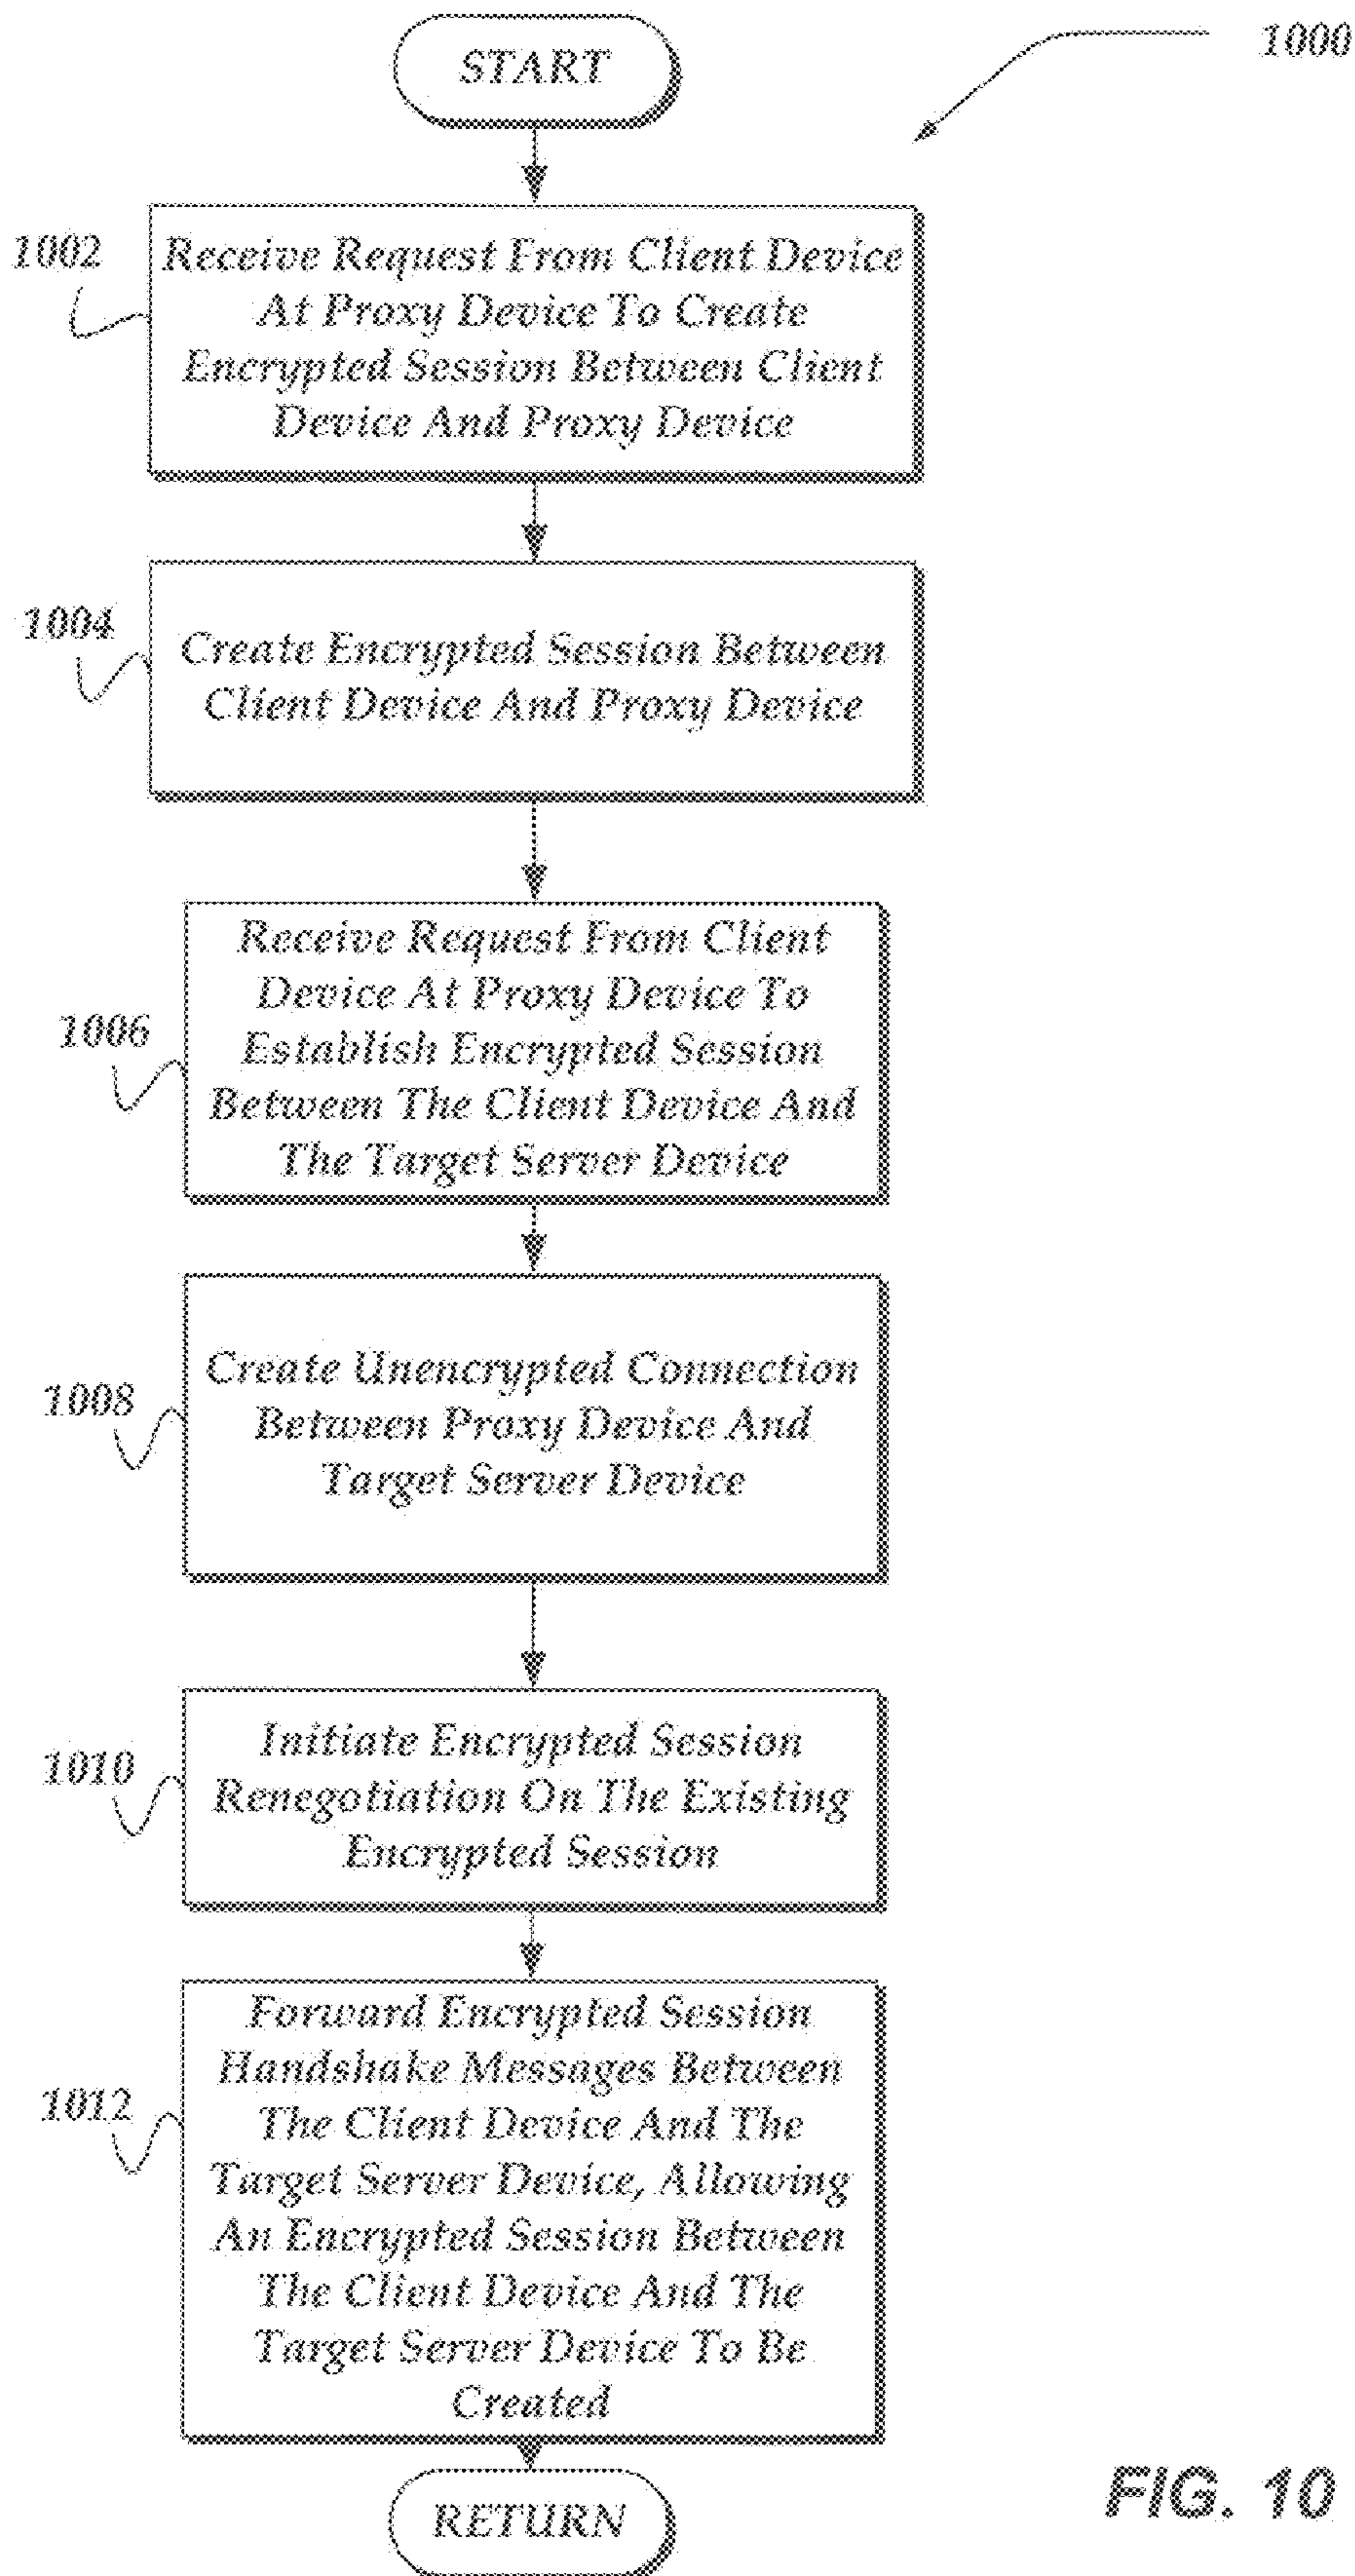 START
1000
1002
Receive Request From Client Device
At Proxy Device To Create
Encrypted Session Between Client
Device And Proxy Device
1004
Create Encrypted Session Between
Client Device And Proxy Device
1006
Receive Request From Client
Device At Proxy Device To
Establish Encrypted Session
Between The Client Device And
The Target Server Device
1008
Create Unencrypted Connection
Between Proxy Device And
Target Server Device
1010
Initiate Encrypted Session
Renegotiation On The Existing
Encrypted Session
1012
Forward Encrypted Session
Handshake Messages Between
The Client Device And The
Target Server Device, Allowing
An Encrypted Session Between
The Client Device And The
Target Server Device To Be
Created
RETURN
FIG. 10